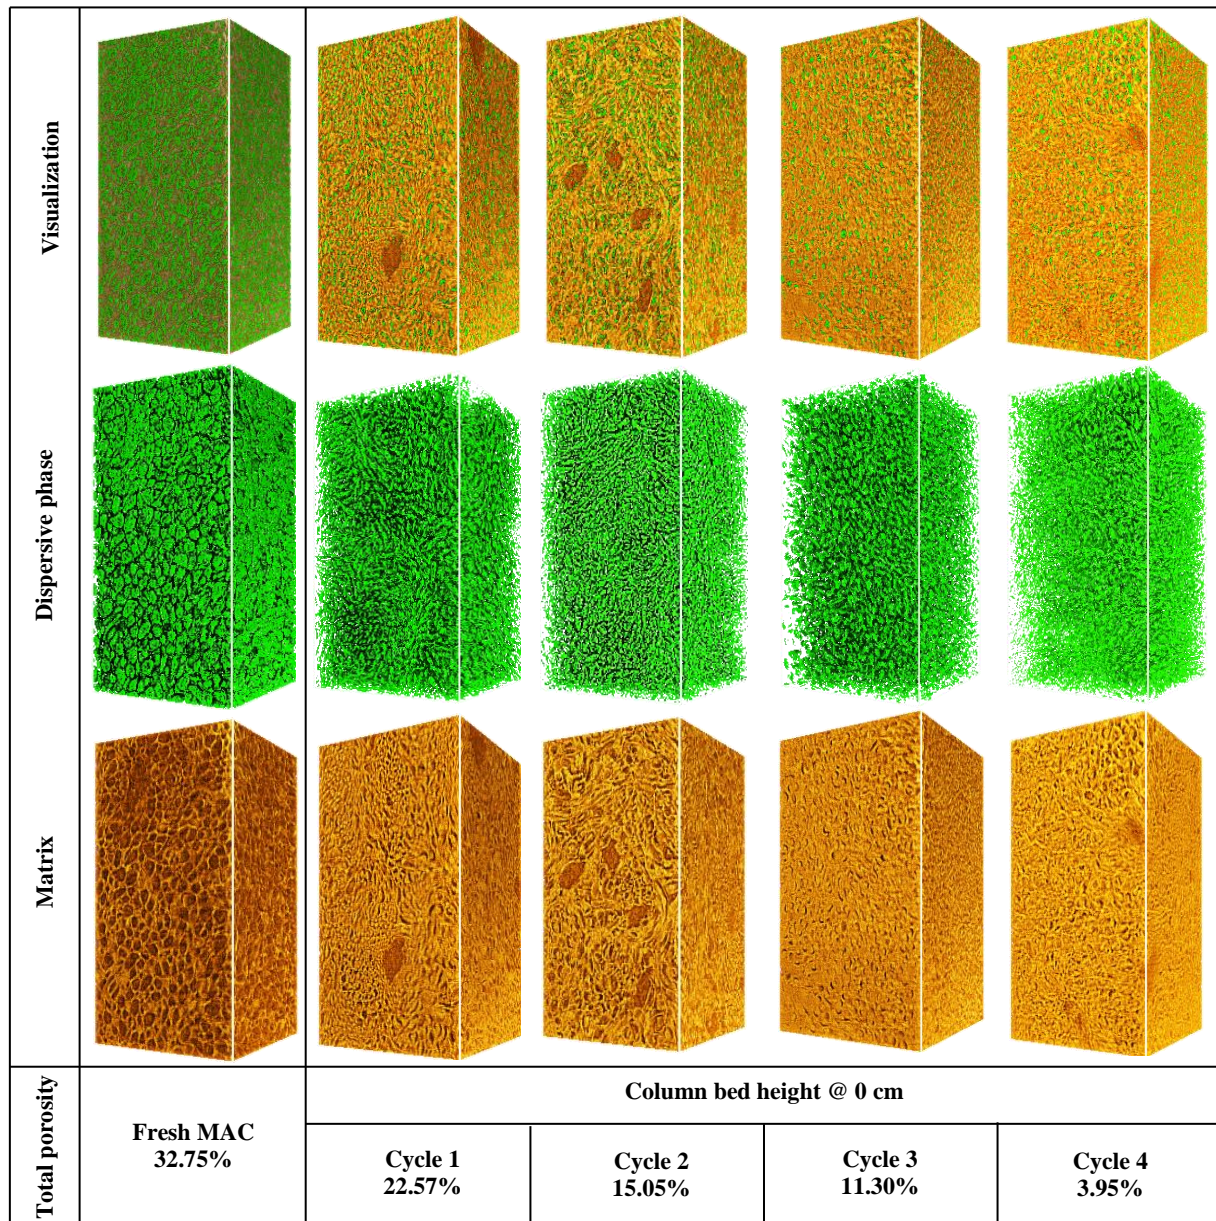 Visualization
Dispersive phase
Matrix
Total porosity
Fresh MAC
32.75%
Column bed height @ 0 cm
Cycle 1
22.57%
Cycle 2
15.05%
Cycle 3
11.30%
Cycle 4
3.95%